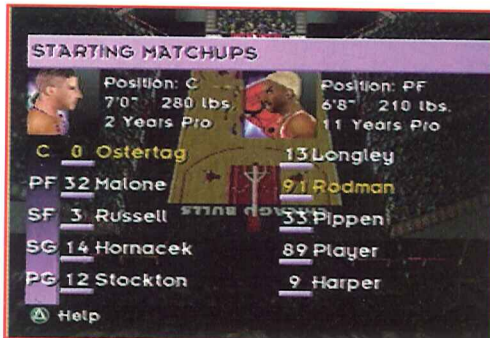 STARTING MATCHUPS
Position: C
7'0" 280 lbs.
2 Years Pro
Position: PF
6'8" 210 lbs.
11 Years Pro
C 0 Ostertag 13 Longley
PF 32 Malone 91 Rodman
SF 3 Russell 33 Pippen
SG 14 Hornacek 89 Player
PG 12 Stockton 9 Harper
Help
CHICAGO BULLS